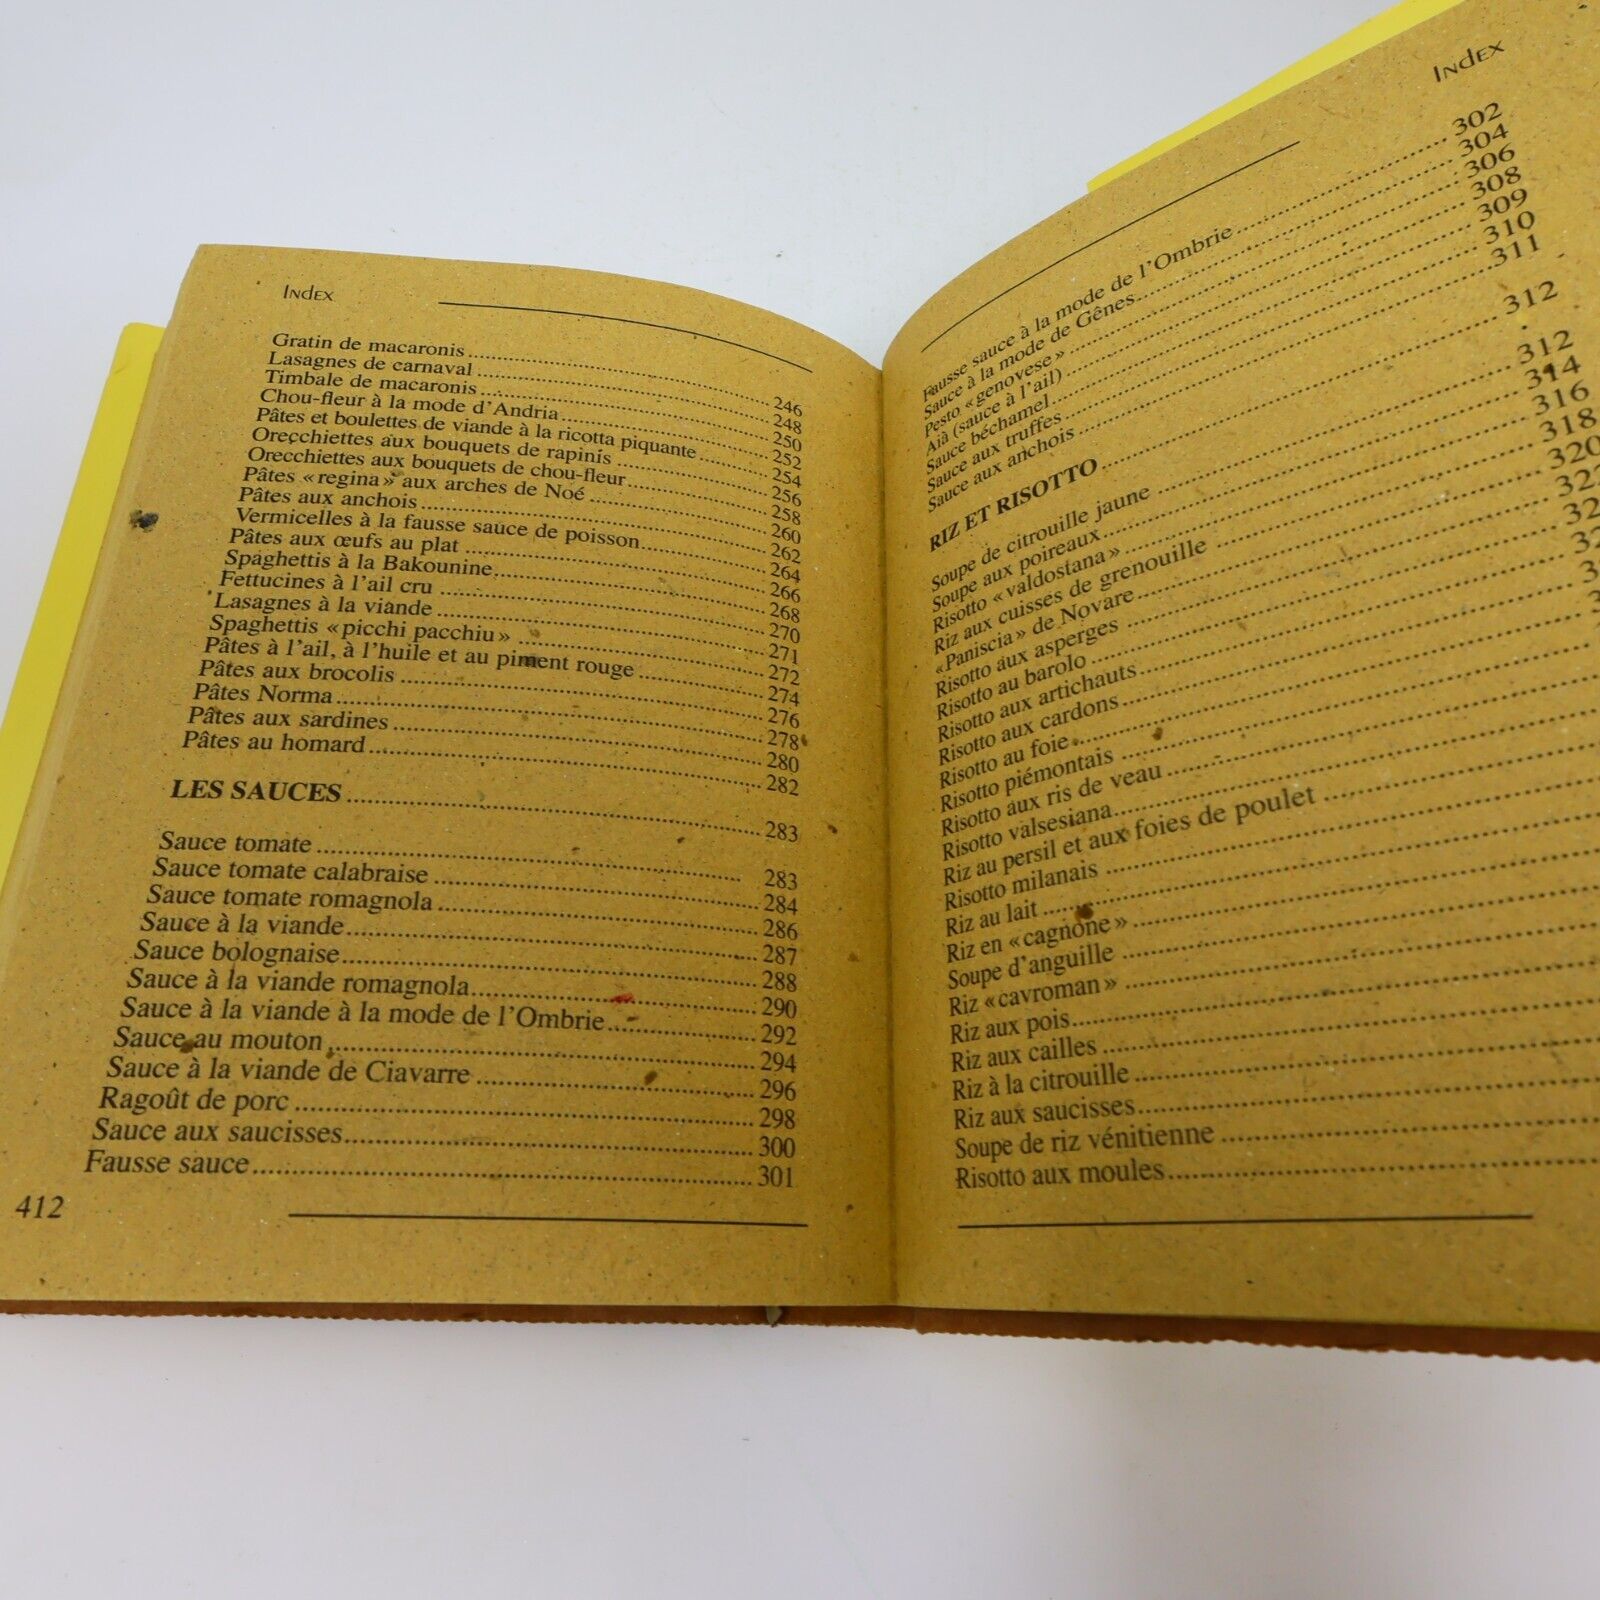 Index
Gratin de macaronis ........ 246
Lasagnes de carnaval ........ 248
Timbale de macaronis ........ 250
Chou-fleur à la mode d'Andria ........ 252
Pâtes et boulettes de viande à la ricotta piquante ........ 254
Orecchiettes aux bouquets de rapinis ........ 256
Orecchiettes aux bouquets de chou-fleur ........ 258
Pâtes « regina » aux arches de Noé ........ 260
Pâtes aux anchois ........ 262
Vermicelles à la fausse sauce de poisson ........ 264
Pâtes aux œufs au plat ........ 266
Spaghettis à la Bakounine ........ 268
Fettucines à l'ail cru ........ 270
Lasagnes à la viande ........ 271
Spaghettis « picchi pacchiu » ........ 272
Pâtes à l'ail, à l'huile et au piment rouge ........ 274
Pâtes aux brocolis ........ 276
Pâtes Norma ........ 278
Pâtes aux sardines ........ 280
Pâtes au homard ........ 282
LES SAUCES ........ 283
Sauce tomate ........ 283
Sauce tomate calabraise ........ 284
Sauce tomate romagnola ........ 286
Sauce à la viande ........ 287
Sauce bolognaise ........ 288
Sauce à la viande romagnola ........ 290
Sauce à la viande à la mode de l'Ombrie ........ 292
Sauce au mouton ........ 294
Sauce à la viande de Ciavarre ........ 296
Ragoût de porc ........ 298
Sauce aux saucisses ........ 300
Fausse sauce ........ 301
412
Index
Fausse sauce à la mode de l'Ombrie ........ 302
Sauce à la mode de Gênes ........ 304
Pesto « genovese » ........ 306
Aià (sauce à l'ail) ........ 308
Sauce béchamel ........ 309
Sauce aux truffes ........ 310
Sauce aux anchois ........ 311
RIZ ET RISOTTO ........ 312
Soupe de citrouille jaune ........ 312
Soupe aux poireaux ........ 314
Risotto « valdostana » ........ 316
Riz aux cuisses de grenouille ........ 318
« Paniscia » de Novare ........ 320
Risotto aux asperges ........
Risotto au barolo ........
Risotto aux artichauts ........
Risotto aux cardons ........
Risotto au foie ........
Risotto piémontais ........
Risotto aux ris de veau ........
Risotto valsesiana ........
Riz au persil et aux foies de poulet ........
Risotto milanais ........
Riz au lait ........
Riz en « cagnone » ........
Soupe d'anguille ........
Riz « cavroman » ........
Riz aux pois ........
Riz aux cailles ........
Riz à la citrouille ........
Riz aux saucisses ........
Soupe de riz vénitienne ........
Risotto aux moules ........